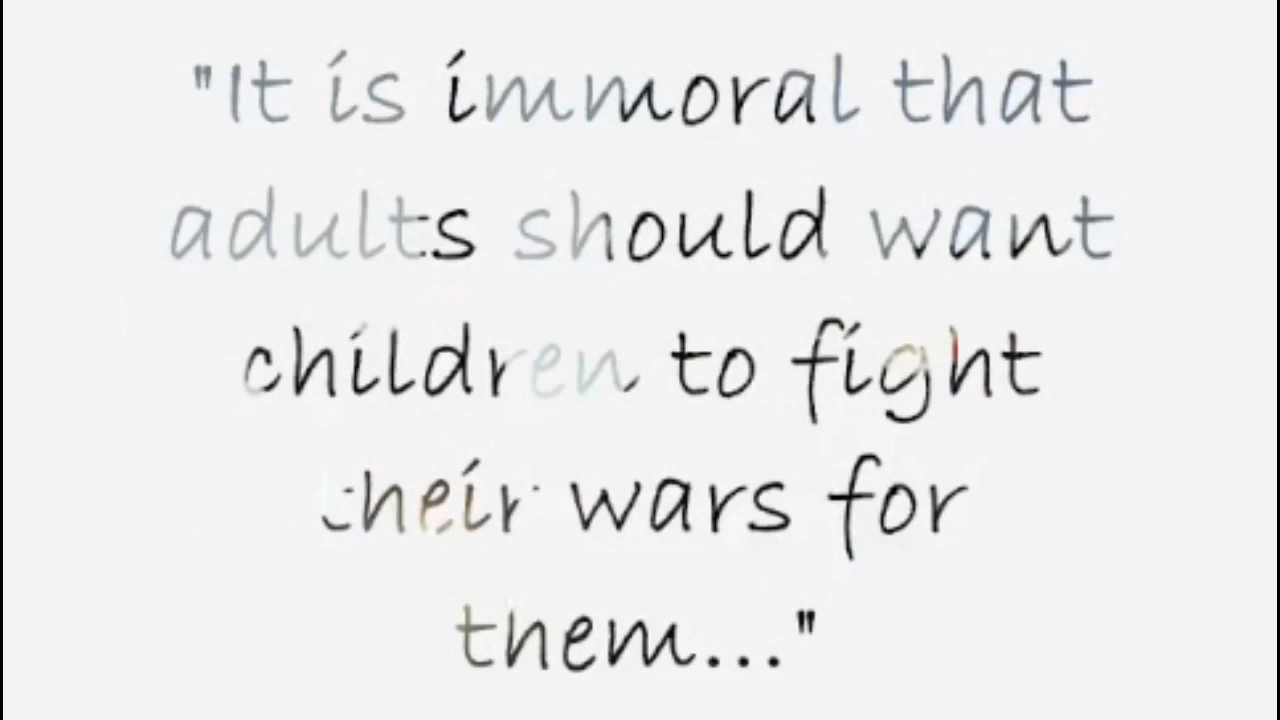 "It is immoral that
adults should want
children to fight
their wars for
them..."